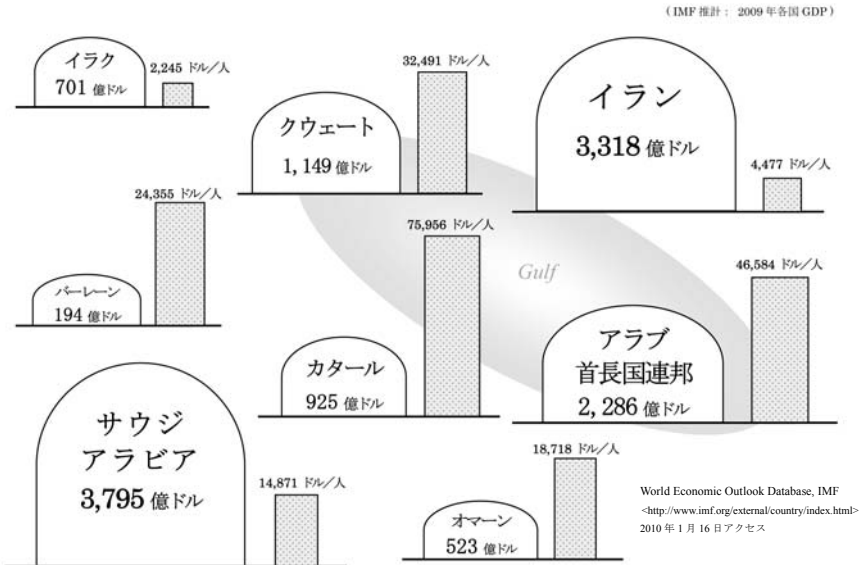 (IMF 推計： 2009 年各国 GDP)
イラク
701 億ドル
2,245 ドル／人
クウェート
1,149 億ドル
32,491 ドル／人
イラン
3,318 億ドル
4,477 ドル／人
バーレーン
194 億ドル
24,355 ドル／人
カタール
925 億ドル
75,956 ドル／人
Gulf
アラブ
首長国連邦
2,286 億ドル
46,584 ドル／人
サウジ
アラビア
3,795 億ドル
14,871 ドル／人
オマーン
523 億ドル
18,718 ドル／人
World Economic Outlook Database, IMF
<http://www.imf.org/external/country/index.html>
2010 年 1 月 16 日アクセス